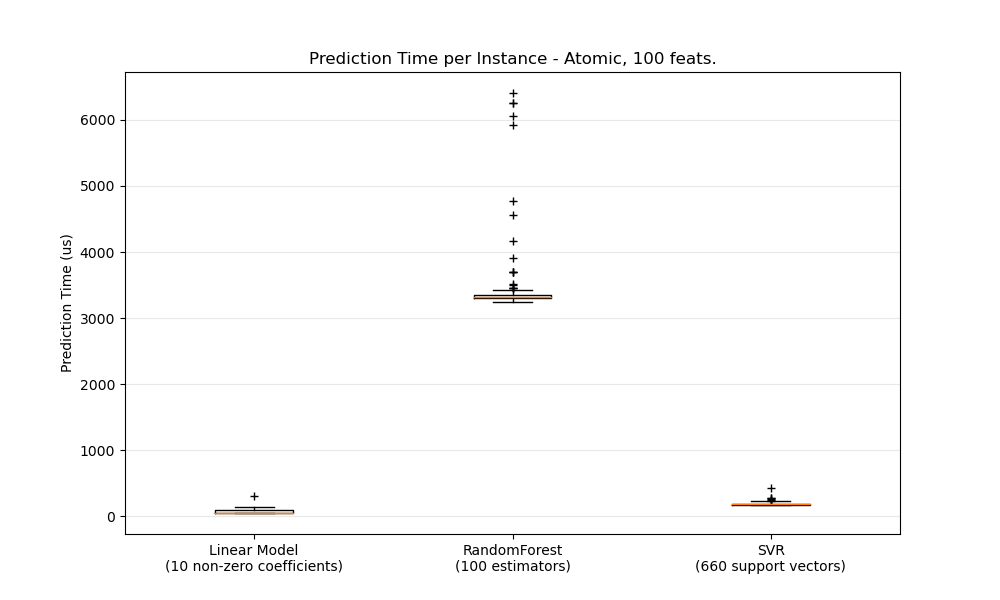 Prediction Time per Instance - Atomic, 100 feats.
Prediction Time (us)
6000
5000
4000
3000
2000
1000
0
Linear Model
(10 non-zero coefficients)
RandomForest
(100 estimators)
SVR
(660 support vectors)